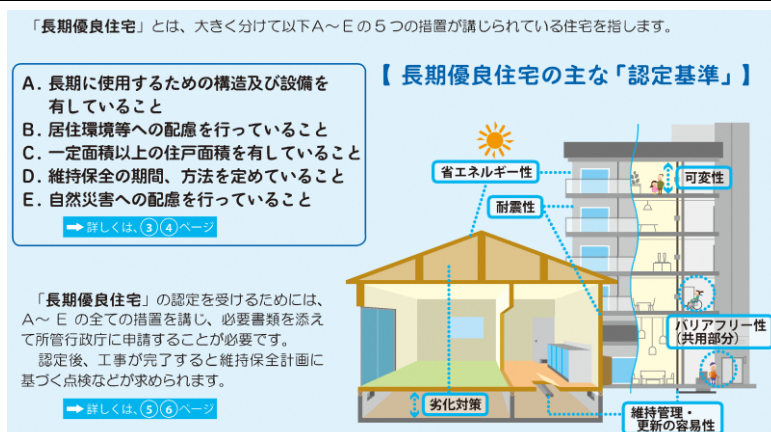 「長期優良住宅」とは、大きく分けて以下A～Eの5つの措置が講じられている住宅を指します。
A. 長期に使用するための構造及び設備を
有していること
B. 居住環境等への配慮を行っていること
C. 一定面積以上の住戸面積を有していること
D. 維持保全の期間、方法を定めていること
E. 自然災害への配慮を行っていること
➡詳しくは、③④ページ
【 長期優良住宅の主な「認定基準」 】
省エネルギー性
可変性
耐震性
バリアフリー性
（共用部分）
劣化対策
維持管理・
更新の容易性
「長期優良住宅」の認定を受けるためには、
A～ E の全ての措置を講じ、必要書類を添え
て所管行政庁に申請することが必要です。
認定後、工事が完了すると維持保全計画に
基づく点検などが求められます。
➡詳しくは、⑤⑥ページ